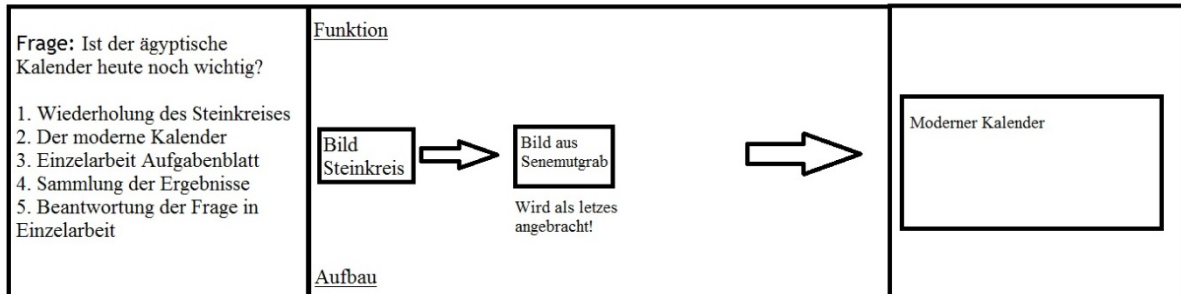 Frage: Ist der ägyptische
Kalender heute noch wichtig?
1. Wiederholung des Steinkreises
2. Der moderne Kalender
3. Einzelarbeit Aufgabenblatt
4. Sammlung der Ergebnisse
5. Beantwortung der Frage in
Einzelarbeit
Funktion
Bild
Steinkreis
Bild aus
Senemutgrab
Wird als letzes
angebracht!
Aufbau
Moderner Kalender